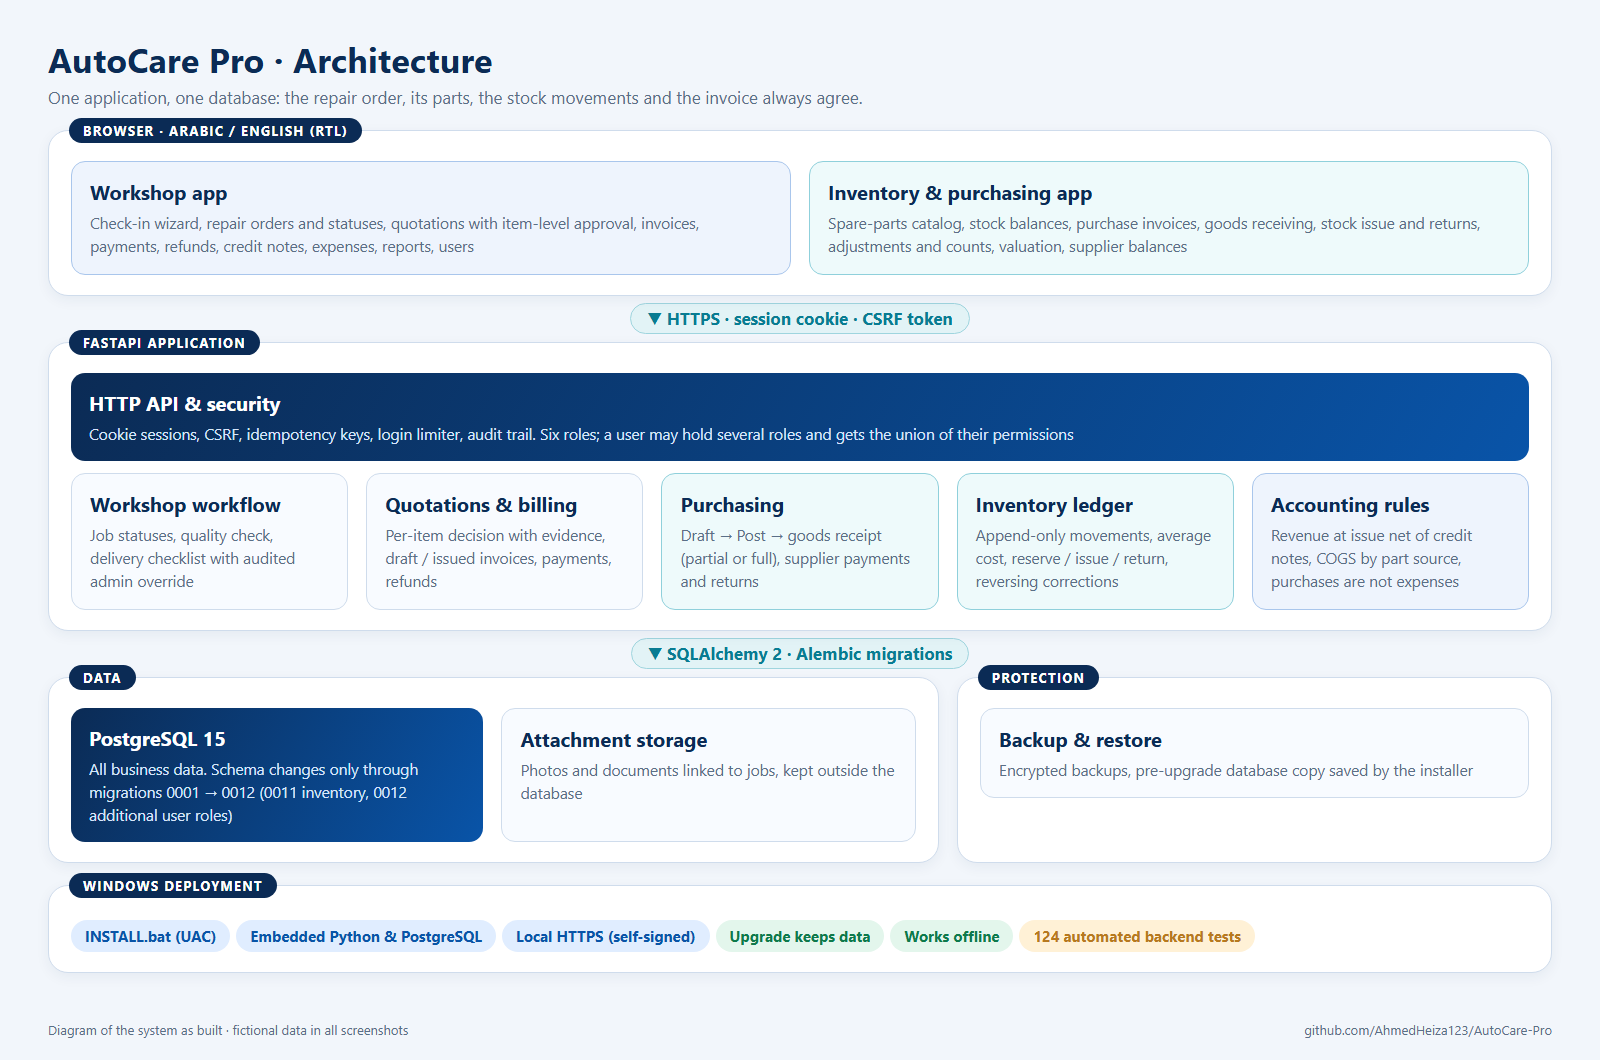 AutoCare Pro · Architecture
One application, one database: the repair order, its parts, the stock movements and the invoice always agree.
BROWSER · ARABIC / ENGLISH (RTL)
Workshop app
Check-in wizard, repair orders and statuses, quotations with item-level approval, invoices,
payments, refunds, credit notes, expenses, reports, users
Inventory & purchasing app
Spare-parts catalog, stock balances, purchase invoices, goods receiving, stock issue and returns,
adjustments and counts, valuation, supplier balances
▼ HTTPS · session cookie · CSRF token
FASTAPI APPLICATION
HTTP API & security
Cookie sessions, CSRF, idempotency keys, login limiter, audit trail. Six roles; a user may hold several roles and gets the union of their permissions
Workshop workflow
Job statuses, quality check,
delivery checklist with audited
admin override
Quotations & billing
Per-item decision with evidence,
draft / issued invoices, payments,
refunds
Purchasing
Draft → Post → goods receipt
(partial or full), supplier payments
and returns
Inventory ledger
Append-only movements, average
cost, reserve / issue / return,
reversing corrections
Accounting rules
Revenue at issue net of credit
notes, COGS by part source,
purchases are not expenses
▼ SQLAlchemy 2 · Alembic migrations
DATA
PostgreSQL 15
All business data. Schema changes only through
migrations 0001 → 0012 (0011 inventory, 0012
additional user roles)
Attachment storage
Photos and documents linked to jobs, kept outside the
database
PROTECTION
Backup & restore
Encrypted backups, pre-upgrade database copy saved by the installer
WINDOWS DEPLOYMENT
INSTALL.bat (UAC)
Embedded Python & PostgreSQL
Local HTTPS (self-signed)
Upgrade keeps data
Works offline
124 automated backend tests
Diagram of the system as built · fictional data in all screenshots
github.com/AhmedHeiza123/AutoCare-Pro